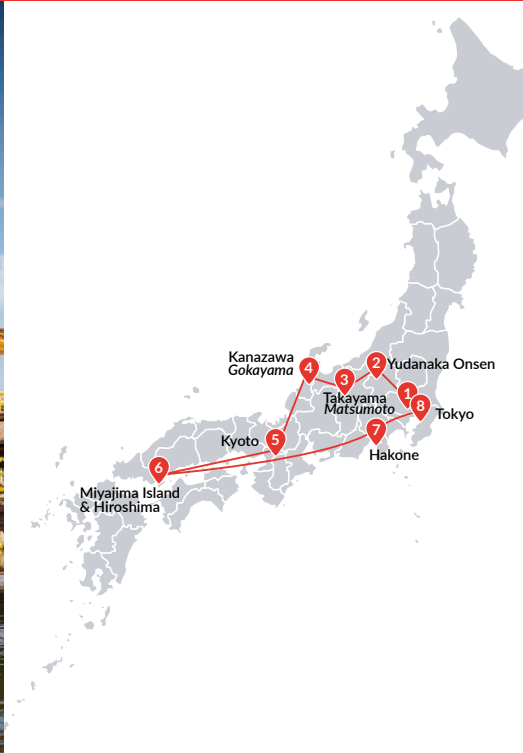 2
Yudanaka Onsen
Kanazawa
Gokayama
4
3
1
Takayama
Matsumoto
8
Tokyo
Kyoto
5
7
Hakone
6
Miyajima Island
& Hiroshima